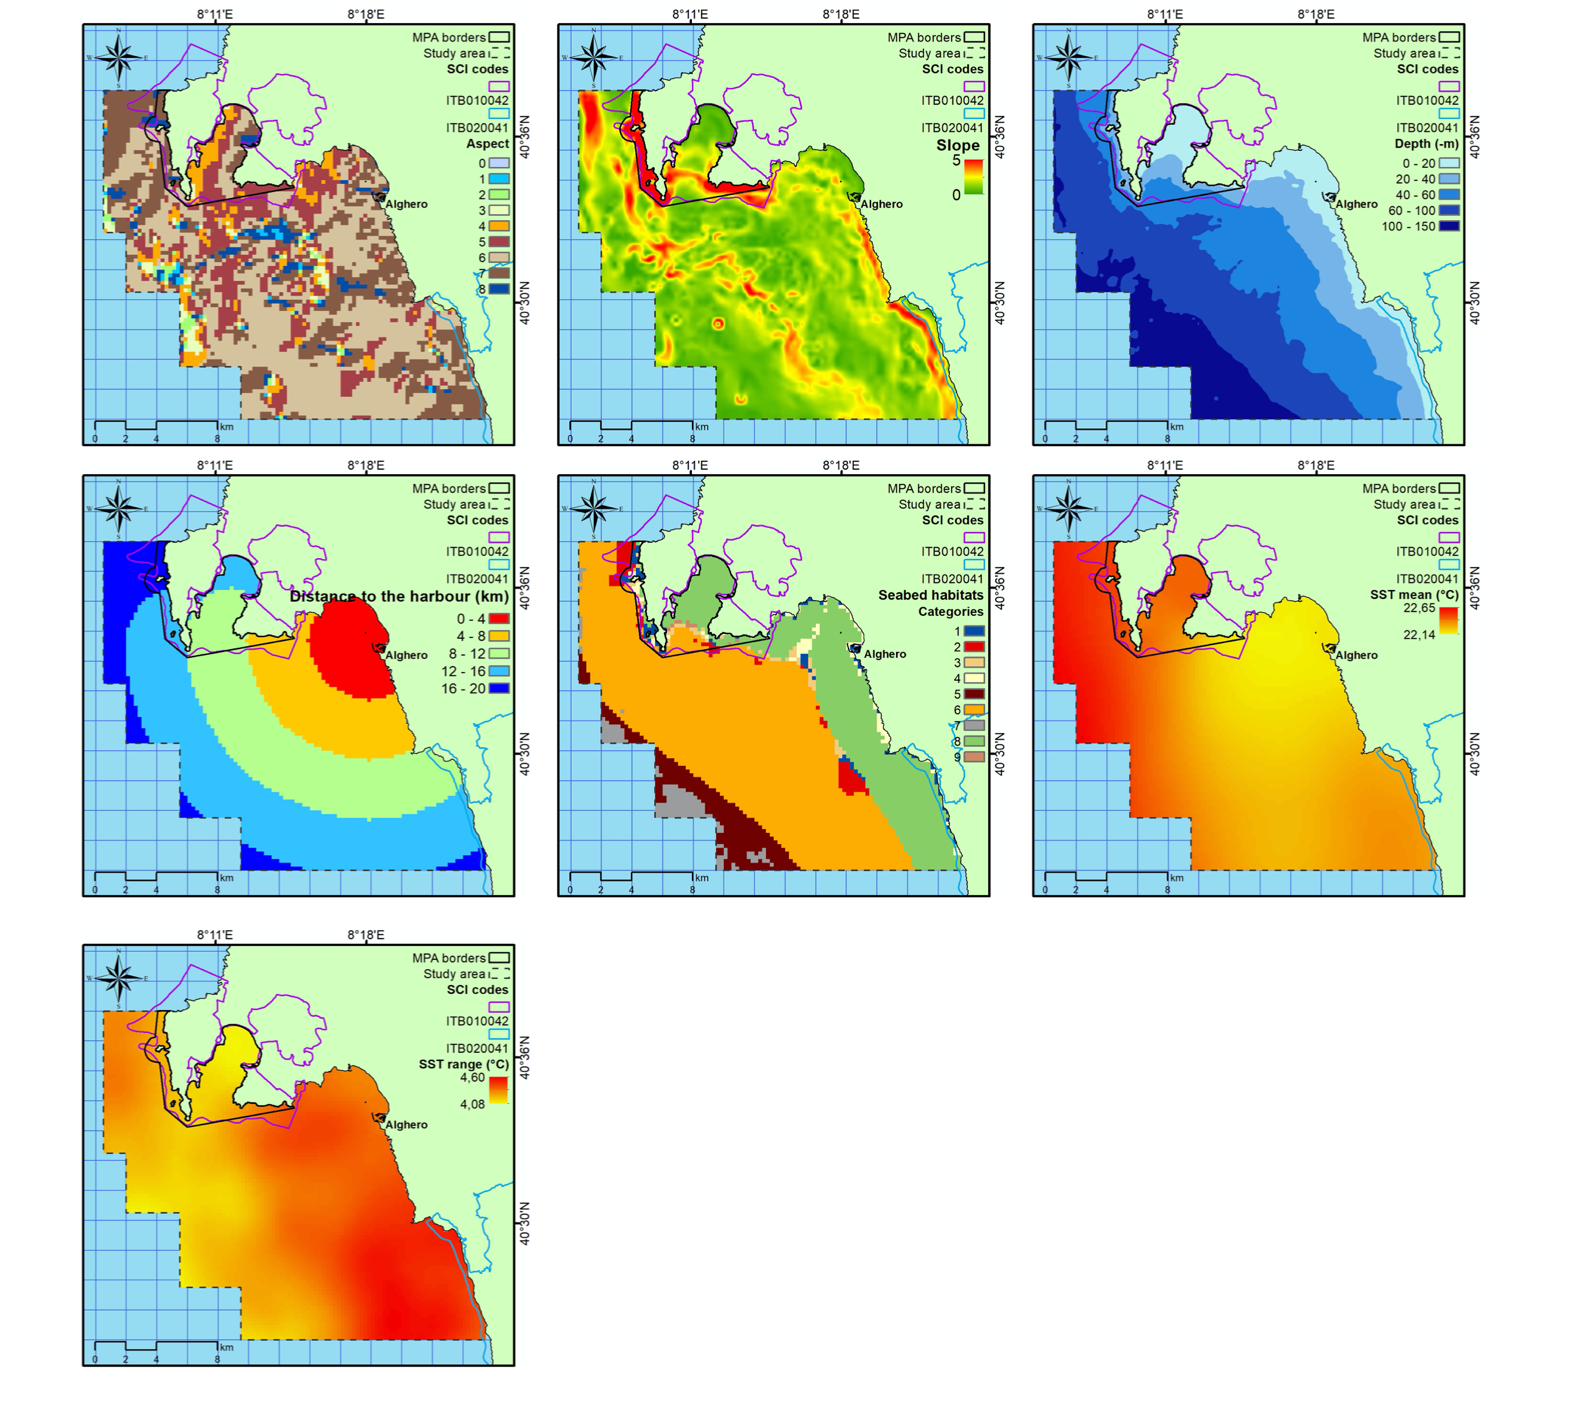 8°11'E 8°18'E
N
W E
S
MPA borders
Study area
SCI codes
ITB010042
ITB020041
Aspect
0
1
2
3
4
5
6
7
8
Alghero
40°36'N
40°30'N
0 2 4 8 km
8°11'E 8°18'E
N
W E
S
MPA borders
Study area
SCI codes
ITB010042
ITB020041
Slope
5
0
Alghero
40°36'N
40°30'N
0 2 4 8 km
8°11'E 8°18'E
N
W E
S
MPA borders
Study area
SCI codes
ITB010042
ITB020041
Depth (-m)
0 - 20
20 - 40
40 - 60
60 - 100
100 - 150
Alghero
40°36'N
40°30'N
0 2 4 8 km
8°11'E 8°18'E
N
W E
S
MPA borders
Study area
SCI codes
ITB010042
ITB020041
Distance to the harbour (km)
0 - 4
4 - 8
8 - 12
12 - 16
16 - 20
Alghero
40°36'N
40°30'N
0 2 4 8 km
8°11'E 8°18'E
N
W E
S
MPA borders
Study area
SCI codes
ITB010042
ITB020041
Seabed habitats
Categories
1
2
3
4
5
6
7
8
9
Alghero
40°36'N
40°30'N
0 2 4 8 km
8°11'E 8°18'E
N
W E
S
MPA borders
Study area
SCI codes
ITB010042
ITB020041
SST mean (°C)
22,65
22,14
Alghero
40°36'N
40°30'N
0 2 4 8 km
8°11'E 8°18'E
N
W E
S
MPA borders
Study area
SCI codes
ITB010042
ITB020041
SST range (°C)
4,60
4,08
Alghero
40°36'N
40°30'N
0 2 4 8 km